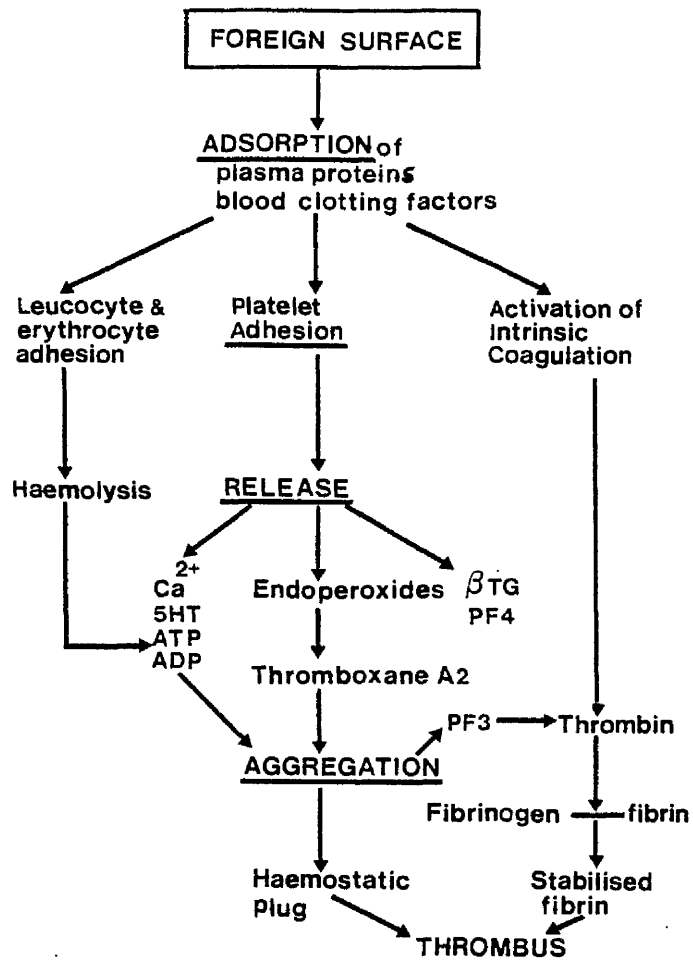 FOREIGN SURFACE
ADSORPTION of
plasma proteins
blood clotting factors
Leucocyte &
erythrocyte
adhesion
Platelet
Adhesion
Activation of
Intrinsic
Coagulation
Haemolysis
RELEASE
Ca2+
5HT
ATP
ADP
Endoperoxides
βTG
PF4
Thromboxane A2
PF3
Thrombin
AGGREGATION
Fibrinogen
fibrin
Haemostatic
plug
Stabilised
fibrin
THROMBUS